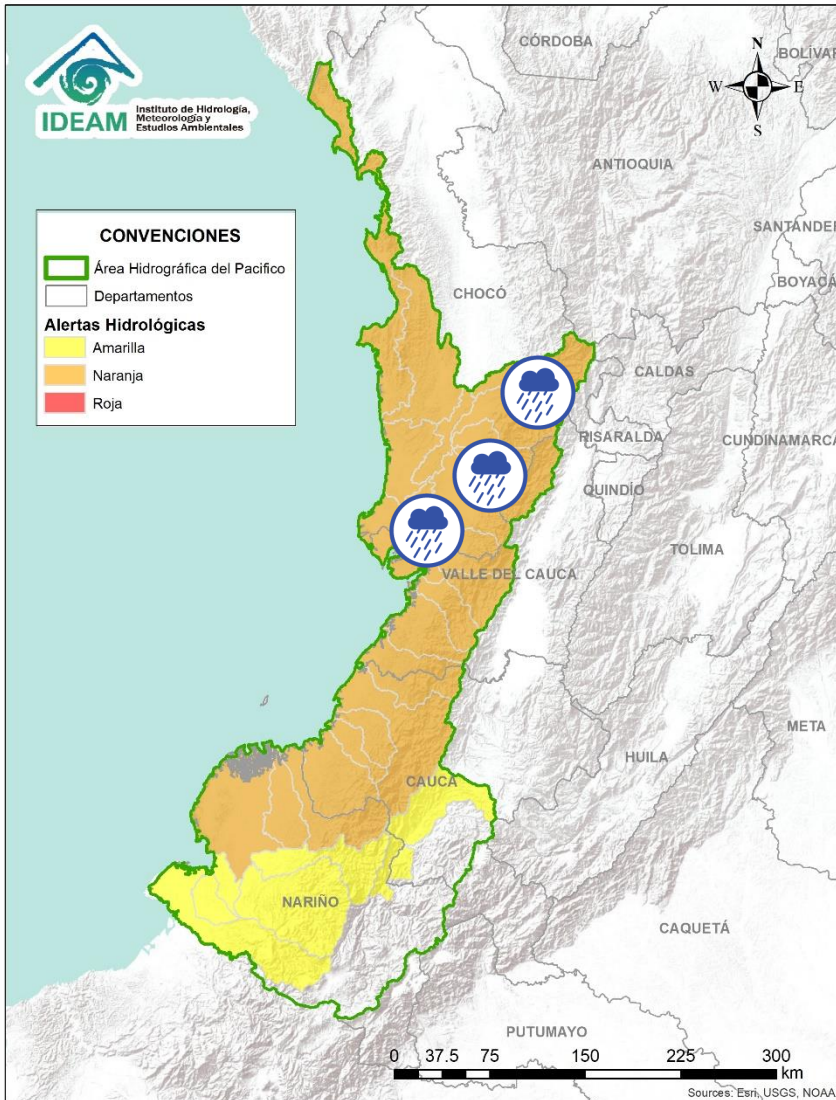 IDEAM
Instituto de Hidrología,
Meteorología y
Estudios Ambientales
CÓRDOBA
BOLÍVAR
N
W E
S
ANTIOQUIA
SANTANDER
BOYACÁ
CONVENCIONES
Área Hidrográfica del Pacifico
Departamentos
Alertas Hidrológicas
Amarilla
Naranja
Roja
CHOCÓ
CALDAS
RISARALDA
CUNDINAMARCA
QUINDÍO
TOLIMA
VALLE DEL CAUCA
META
HUILA
CAUCA
NARIÑO
CAQUETÁ
PUTUMAYO
0 37.5 75 150 225 300
km
Sources: Esri, USGS, NOAA